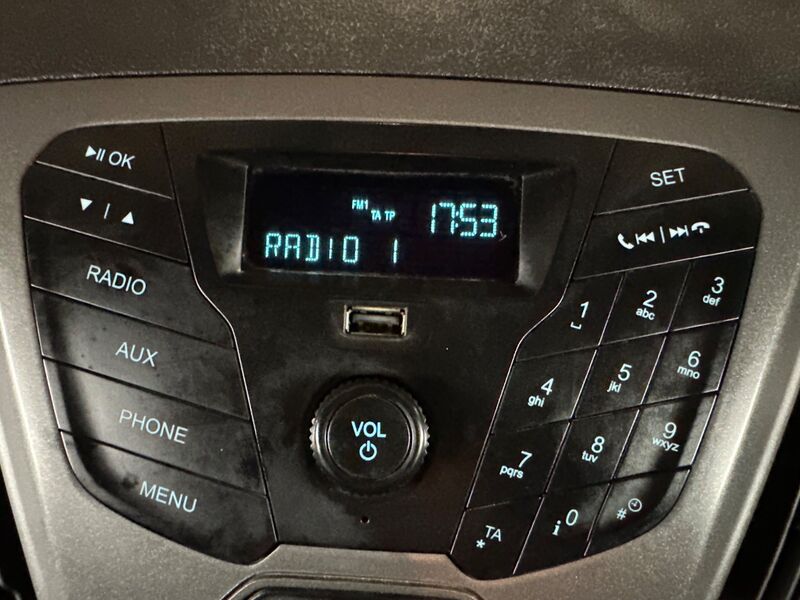 OK
FM1
TA TP
17:53
RADIO 1
SET
RADIO
AUX
PHONE
MENU
VOL
1
2
abc
3
def
4
ghi
5
jkl
6
mno
7
pqrs
8
tuv
9
wxyz
* TA
i 0
#